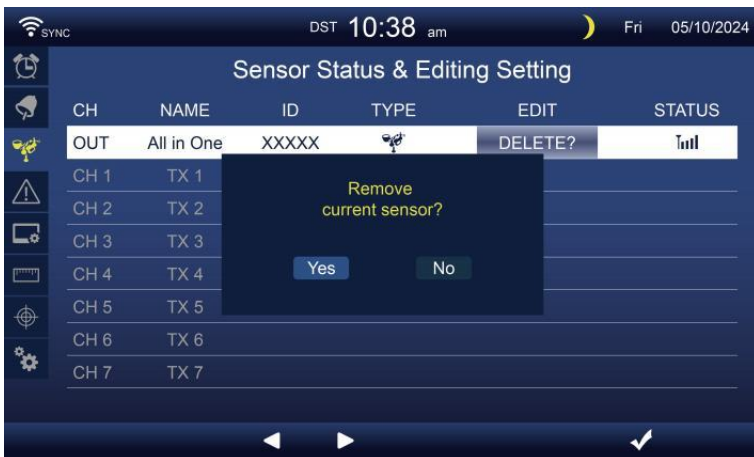 SYNC DST 10:38 am Fri 05/10/2024
Sensor Status & Editing Setting
CH NAME ID TYPE EDIT STATUS
OUT All in One XXXXX DELETE?
CH 1 TX 1
CH 2 TX 2
CH 3 TX 3
CH 4 TX 4
CH 5 TX 5
CH 6 TX 6
CH 7 TX 7
Remove
current sensor?
Yes No